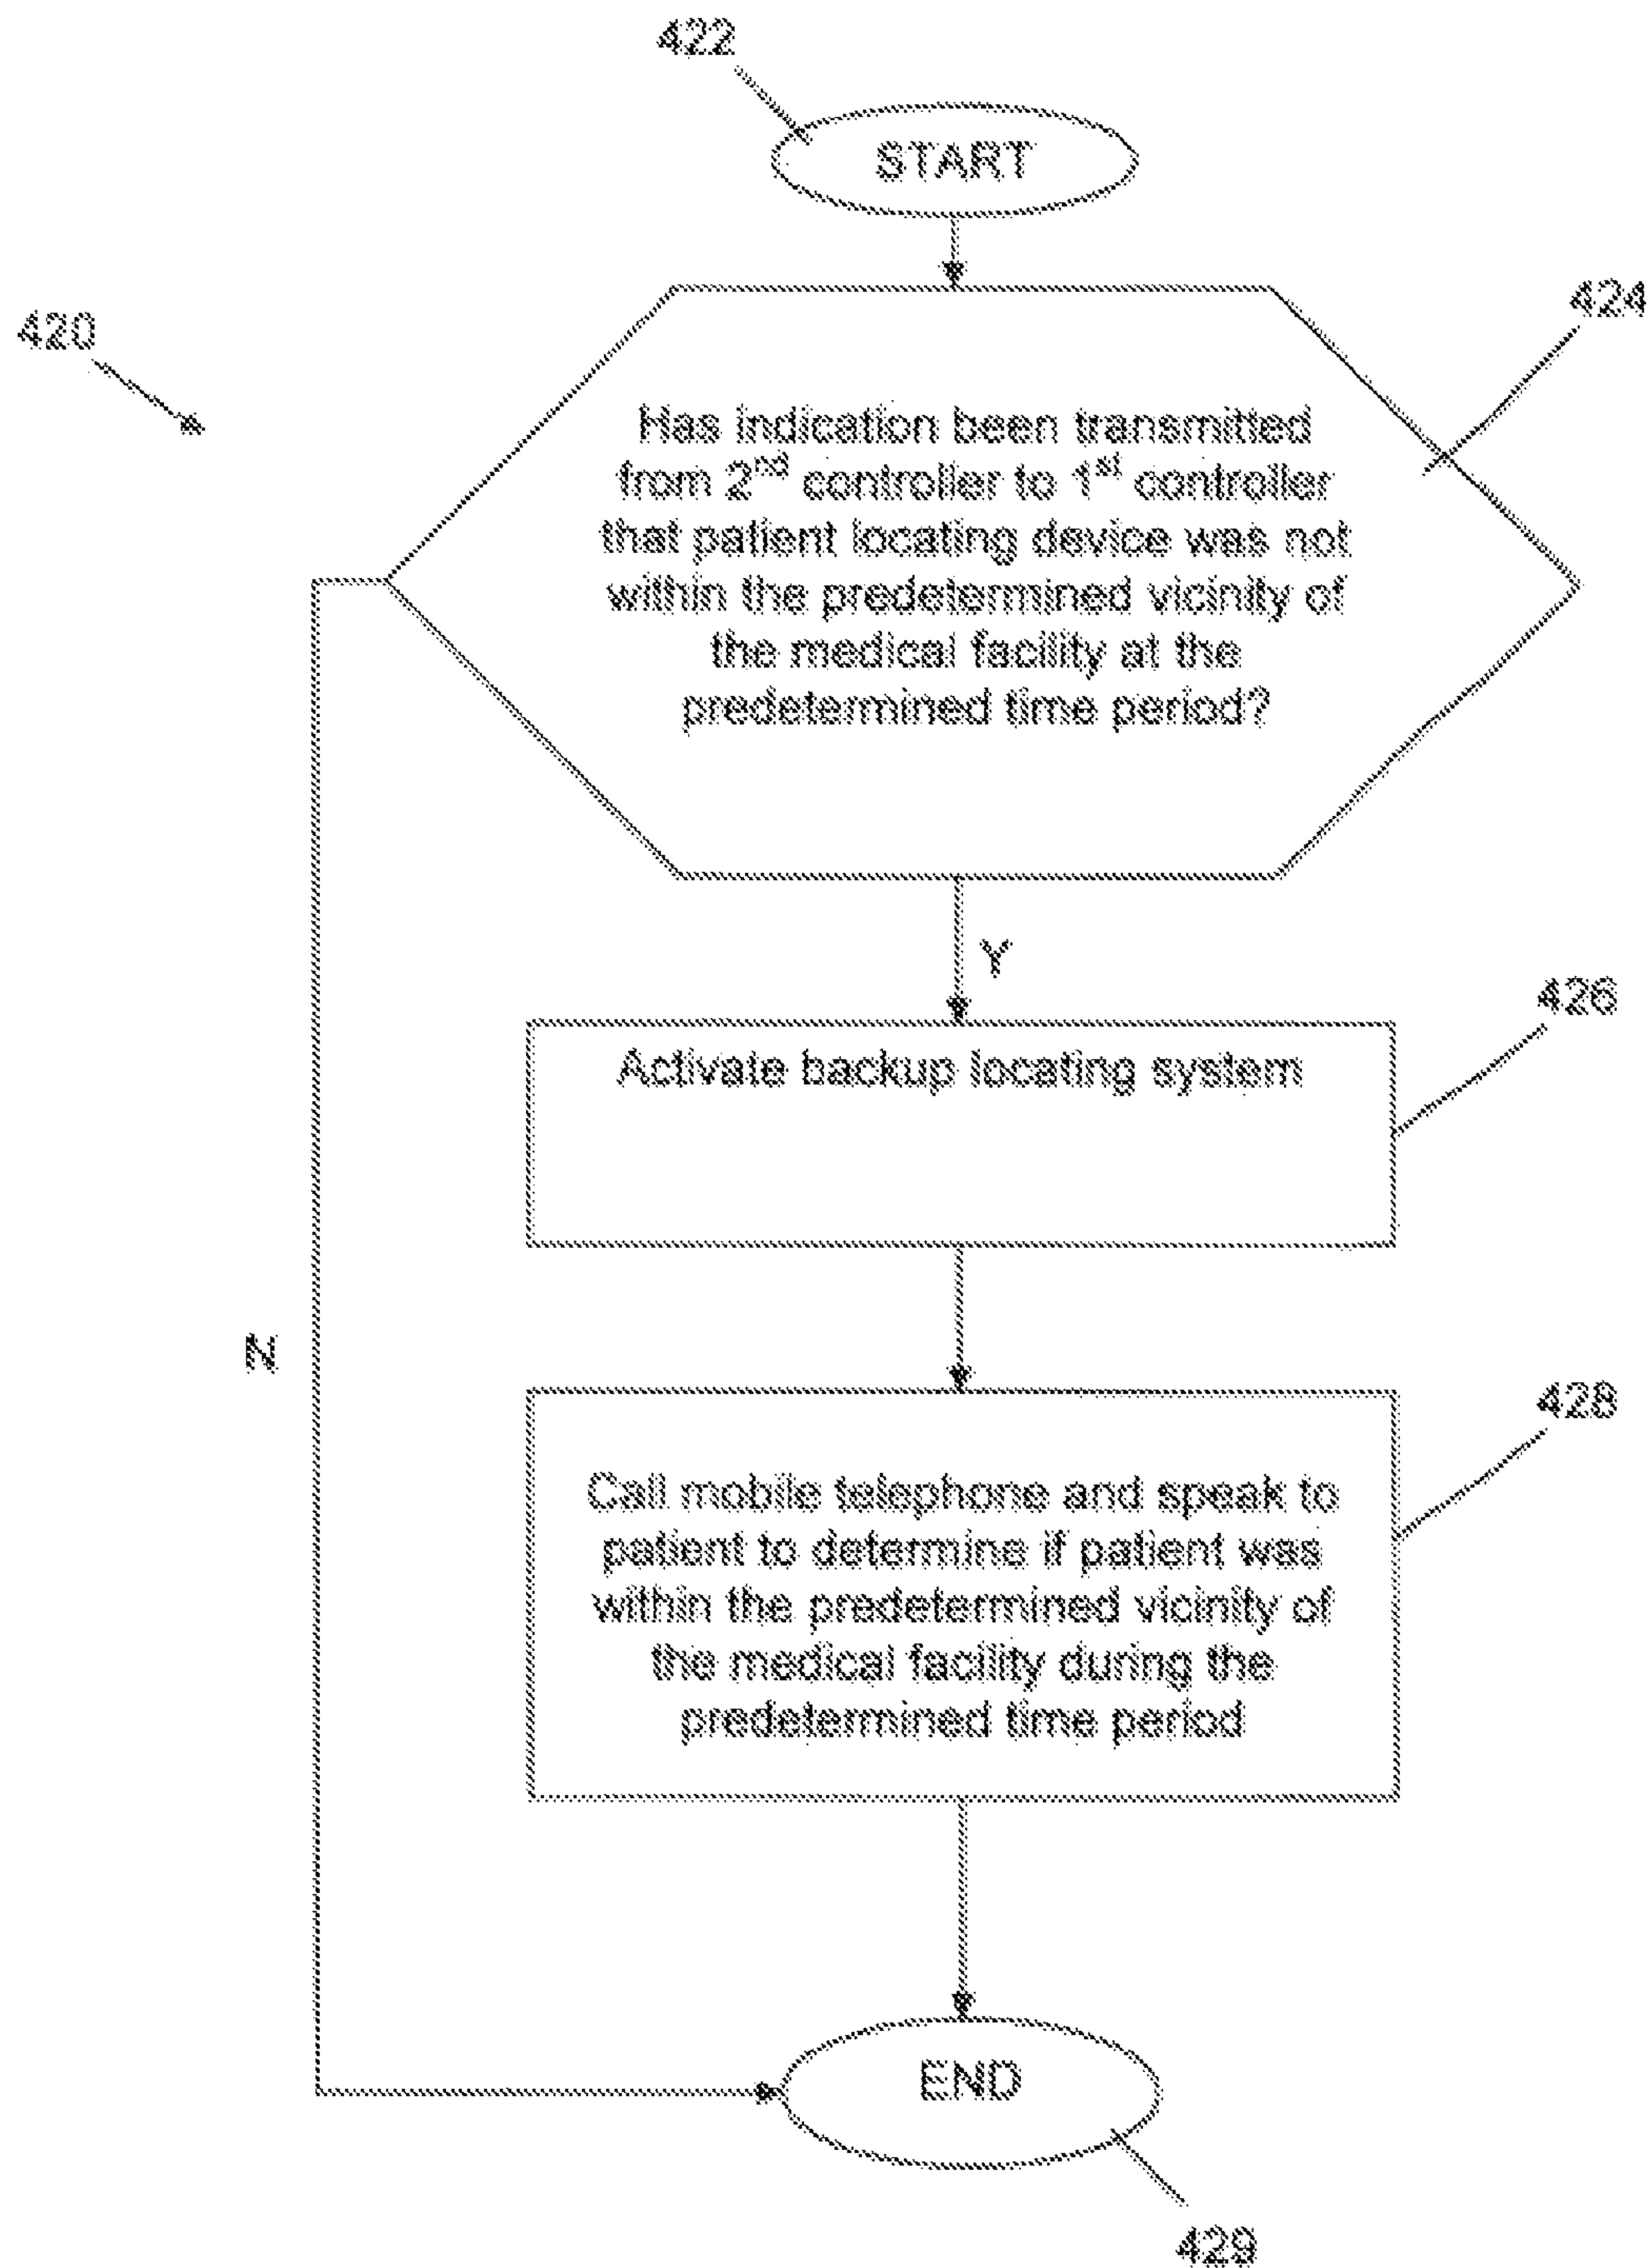 422
START
420
424
Has indication been transmitted
from 2nd controller to 1st controller
that patient locating device was not
within the predetermined vicinity of
the medical facility at the
predetermined time period?
Y
426
Activate backup locating system
N
428
Call mobile telephone and speak to
patient to determine if patient was
within the predetermined vicinity of
the medical facility during the
predetermined time period
END
429